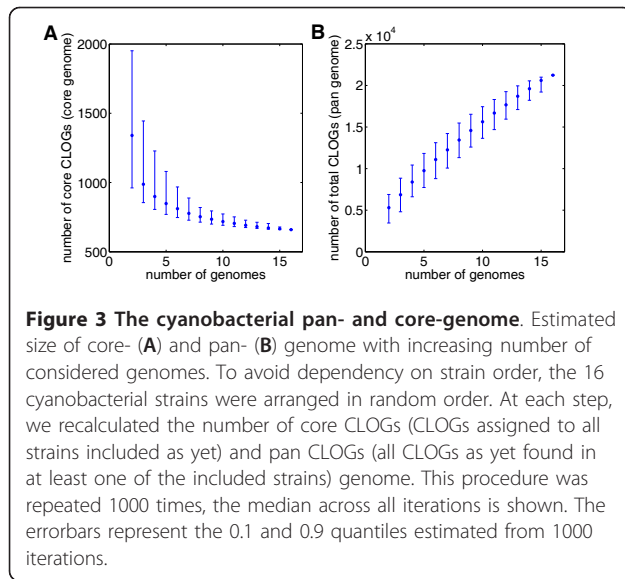 A
2000
1500
1000
500
0
5
10
15
number of core CLOGs (core genome)
number of genomes
B
x 10⁴
2.5
2
1.5
1
0.5
0
0
5
10
15
number of total CLOGs (pan genome)
number of genomes
Figure 3 The cyanobacterial pan- and core-genome. Estimated
size of core- (A) and pan- (B) genome with increasing number of
considered genomes. To avoid dependency on strain order, the 16
cyanobacterial strains were arranged in random order. At each step,
we recalculated the number of core CLOGs (CLOGs assigned to all
strains included as yet) and pan CLOGs (all CLOGs as yet found in
at least one of the included strains) genome. This procedure was
repeated 1000 times, the median across all iterations is shown. The
errorbars represent the 0.1 and 0.9 quantiles estimated from 1000
iterations.